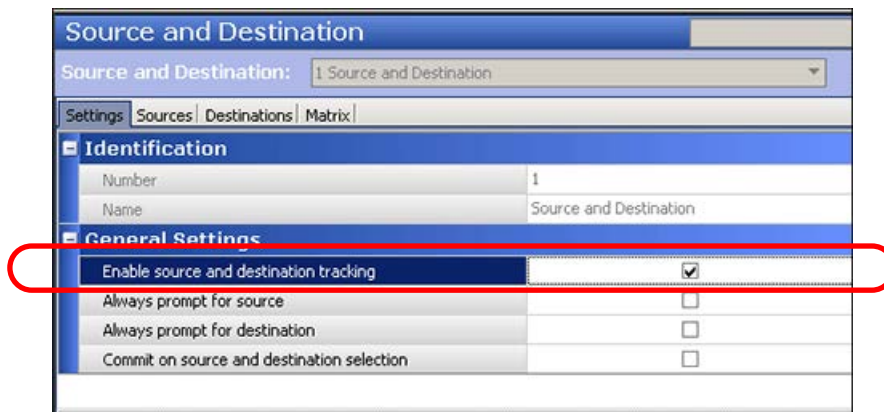 Source and Destination
Source and Destination: 1 Source and Destination
Settings Sources Destinations Matrix
Identification
Number 1
Name Source and Destination
General Settings
Enable source and destination tracking
Always prompt for source
Always prompt for destination
Commit on source and destination selection